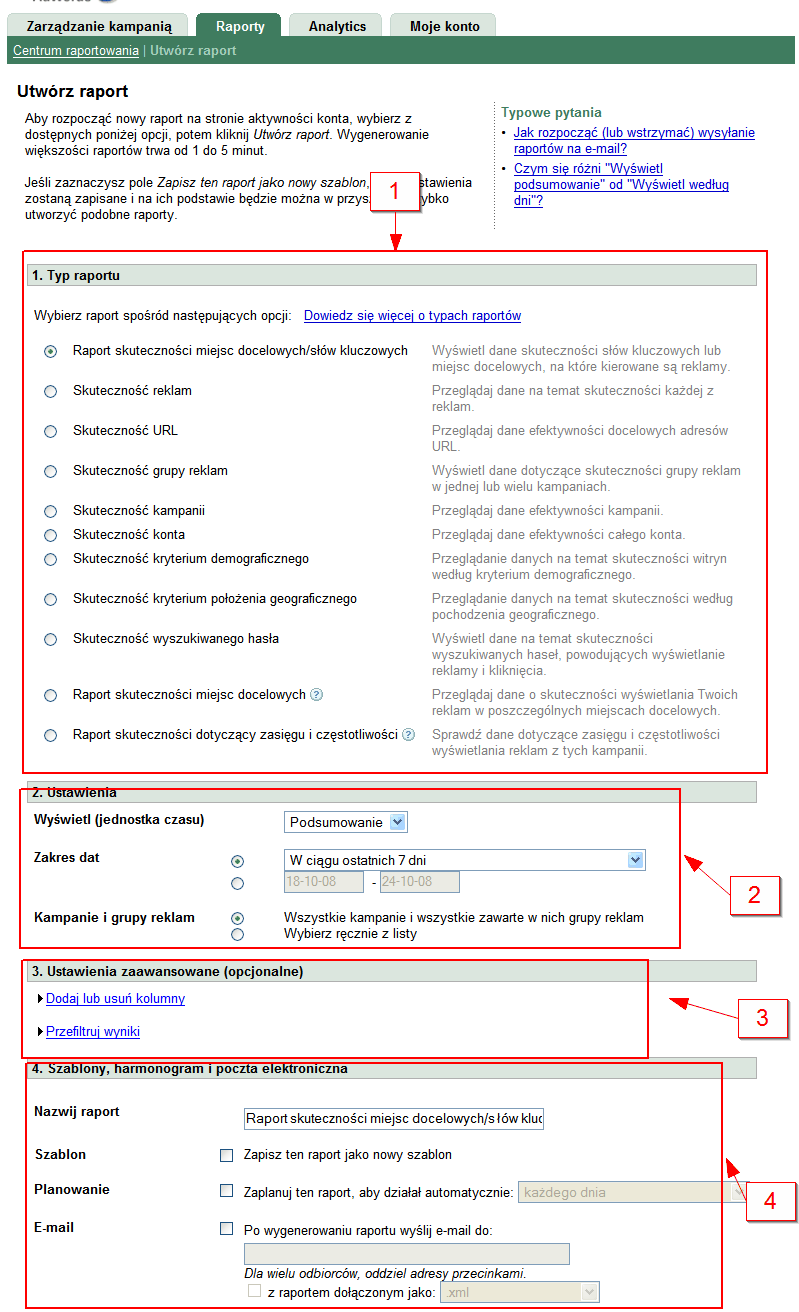 Zarządzanie kampanią
Raporty
Analytics
Moje konto
Centrum raportowania | Utwórz raport
Utwórz raport
Aby rozpocząć nowy raport na stronie aktywności konta, wybierz z
dostępnych poniżej opcji, potem kliknij Utwórz raport. Wygenerowanie
większości raportów trwa od 1 do 5 minut.
Jeśli zaznaczysz pole Zapisz ten raport jako nowy szablon, stawienia
zostaną zapisane i na ich podstawie będzie można w przys ybko
utworzyć podobne raporty.
Typowe pytania
• Jak rozpocząć (lub wstrzymać) wysyłanie
raportów na e-mail?
• Czym się różni "Wyświetl
podsumowanie" od "Wyświetl według
dni"?
1
1. Typ raportu
Wybierz raport spośród następujących opcji: Dowiedz się więcej o typach raportów
Raport skuteczności miejsc docelowych/słów kluczowych
Wyświetl dane skuteczności słów kluczowych lub
miejsc docelowych, na które kierowane są reklamy.
Skuteczność reklam
Przeglądaj dane na temat skuteczności każdej z
reklam.
Skuteczność URL
Przeglądaj dane efektywności docelowych adresów
URL.
Skuteczność grupy reklam
Wyświetl dane dotyczące skuteczności grupy reklam
w jednej lub wielu kampaniach.
Skuteczność kampanii
Przeglądaj dane efektywności kampanii.
Skuteczność konta
Przeglądaj dane efektywności całego konta.
Skuteczność kryterium demograficznego
Przeglądanie danych na temat skuteczności witryn
według kryterium demograficznego.
Skuteczność kryterium położenia geograficznego
Przeglądanie danych na temat skuteczności według
pochodzenia geograficznego.
Skuteczność wyszukiwanego hasła
Wyświetl dane na temat skuteczności
wyszukiwanych haseł, powodujących wyświetlanie
reklamy i kliknięcia.
Raport skuteczności miejsc docelowych ?
Przeglądaj dane o skuteczności wyświetlania Twoich
reklam w poszczególnych miejscach docelowych.
Raport skuteczności dotyczący zasięgu i częstotliwości ?
Sprawdź dane dotyczące zasięgu i częstotliwości
wyświetlania reklam z tych kampanii.
2. Ustawienia
Wyświetl (jednostka czasu)
Podsumowanie
Zakres dat
W ciągu ostatnich 7 dni
18-10-08 - 24-10-08
2
Kampanie i grupy reklam
Wszystkie kampanie i wszystkie zawarte w nich grupy reklam
Wybierz ręcznie z listy
3. Ustawienia zaawansowane (opcjonalne)
Dodaj lub usuń kolumny
3
Przefiltruj wyniki
4. Szablony, harmonogram i poczta elektroniczna
Nazwij raport
Raport skuteczności miejsc docelowych/słów kluc
Szablon
Zapisz ten raport jako nowy szablon
Planowanie
Zaplanuj ten raport, aby działał automatycznie: każdego dnia
4
E-mail
Po wygenerowaniu raportu wyślij e-mail do:
Dla wielu odbiorców, oddziel adresy przecinkami.
z raportem dołączonym jako: .xml